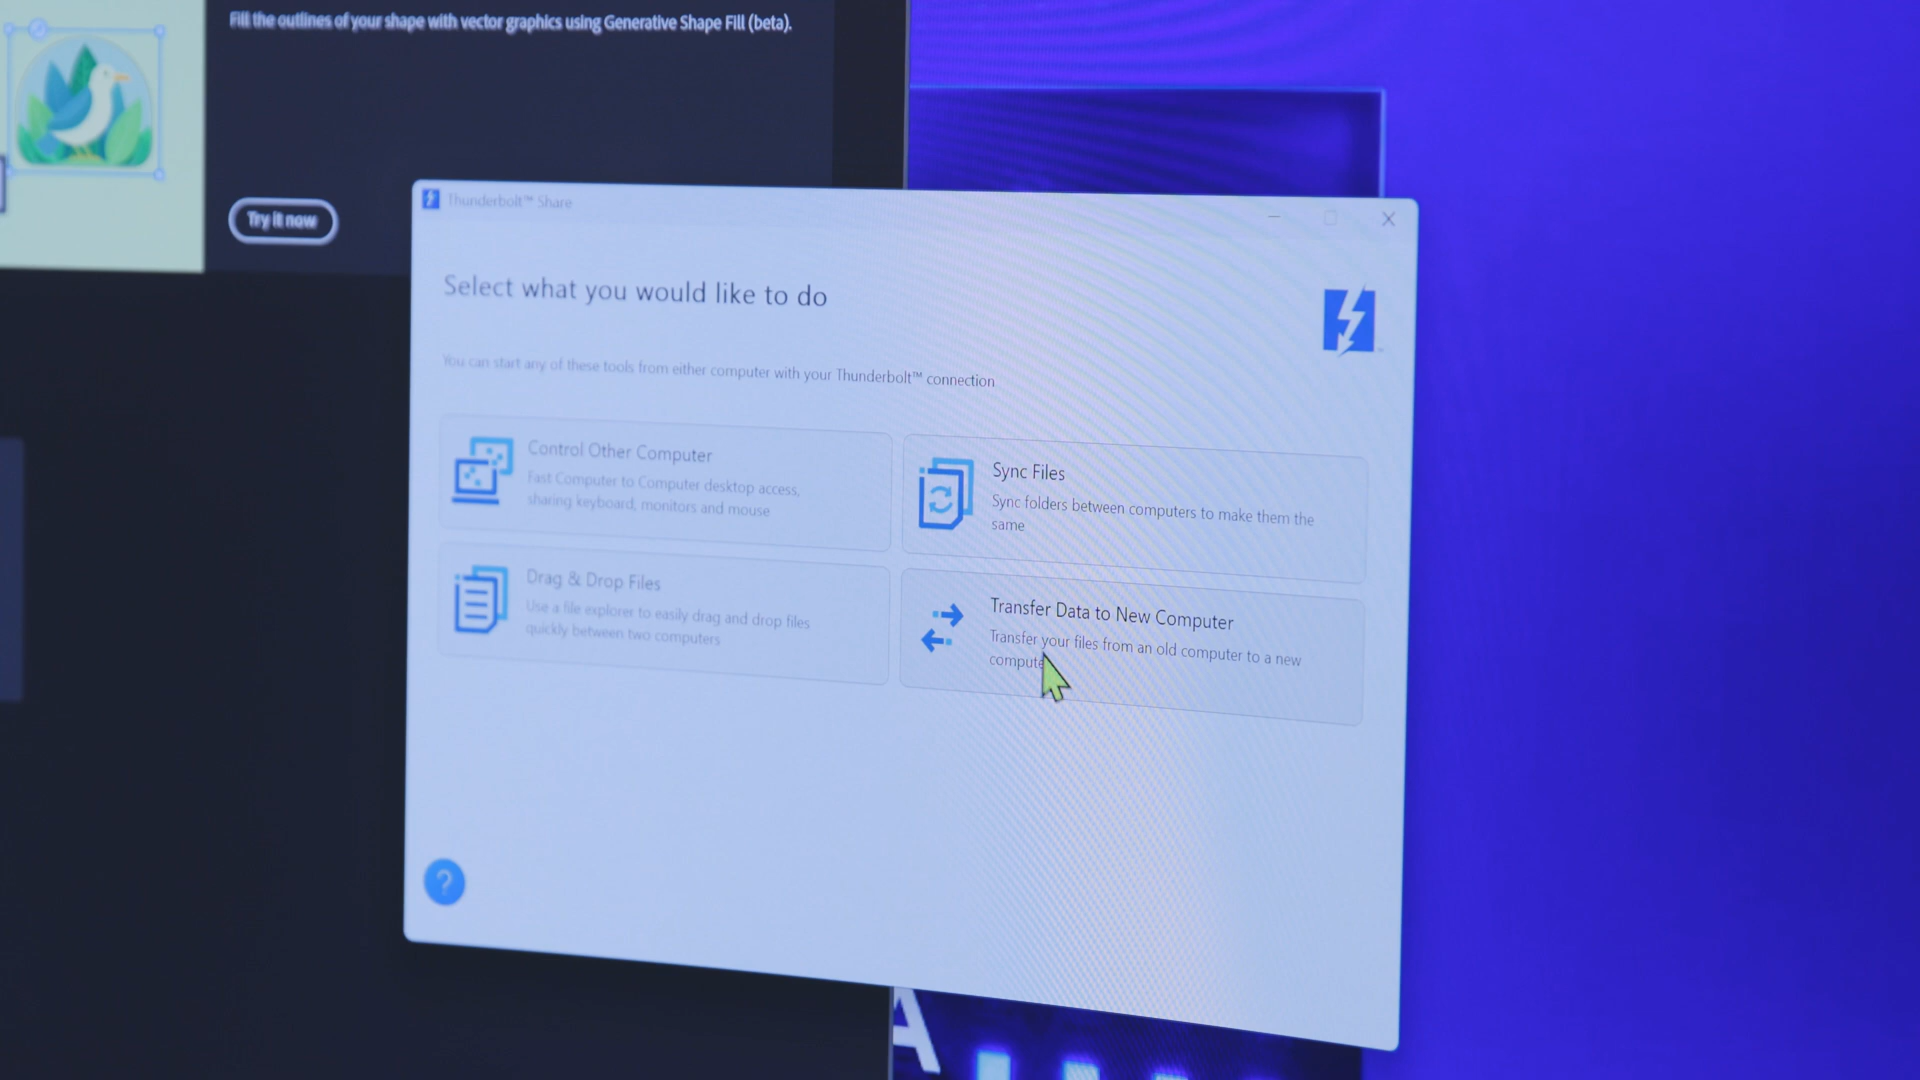 Fill the outlines of your shape with vector graphics using Generative Shape Fill (beta).
Try it now
Thunderbolt™ Share
Select what you would like to do
You can start any of these tools from either computer with your Thunderbolt™ connection
Control Other Computer
Fast Computer to Computer desktop access,
sharing keyboard, monitors and mouse
Sync Files
Sync folders between computers to make them the
same
Drag & Drop Files
Use a file explorer to easily drag and drop files
quickly between two computers
Transfer Data to New Computer
Transfer your files from an old computer to a new
?
A